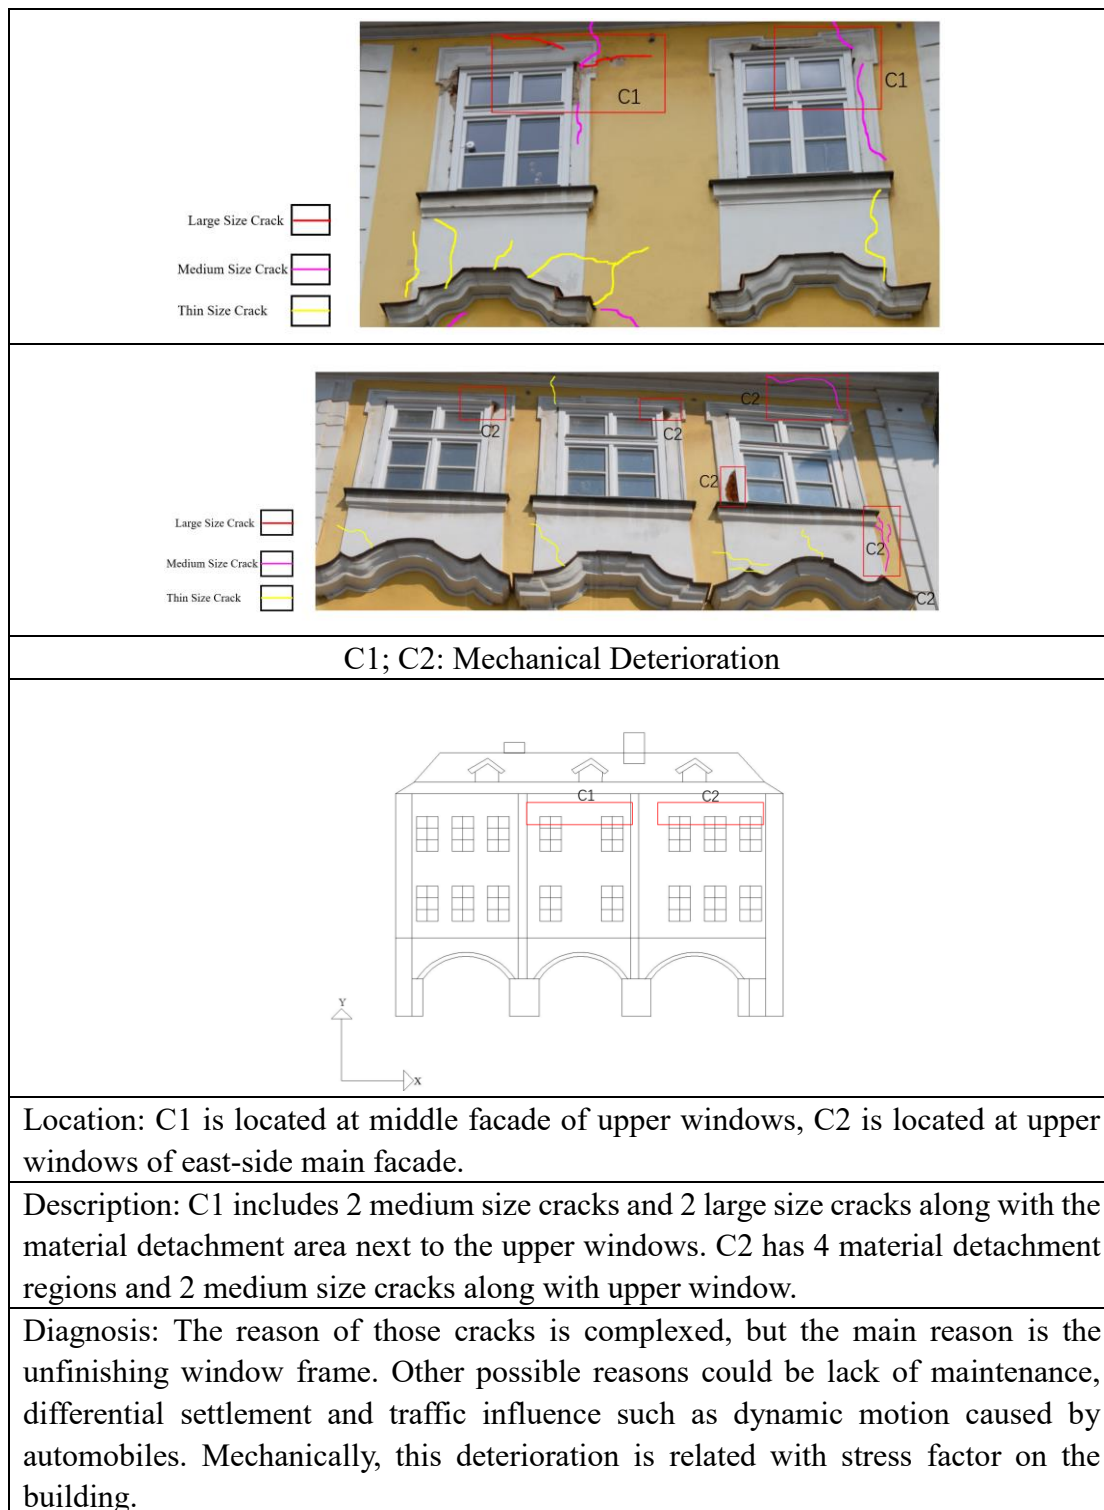 C1
C1
Large Size Crack
Medium Size Crack
Thin Size Crack
C2
C2
C2
C2
C2
C2
Large Size Crack
Medium Size Crack
Thin Size Crack
C1; C2: Mechanical Deterioration
C1
C2
Y
X
Location: C1 is located at middle facade of upper windows, C2 is located at upper
windows of east-side main facade.
Description: C1 includes 2 medium size cracks and 2 large size cracks along with the
material detachment area next to the upper windows. C2 has 4 material detachment
regions and 2 medium size cracks along with upper window.
Diagnosis: The reason of those cracks is complexed, but the main reason is the
unfinishing window frame. Other possible reasons could be lack of maintenance,
differential settlement and traffic influence such as dynamic motion caused by
automobiles. Mechanically, this deterioration is related with stress factor on the
building.